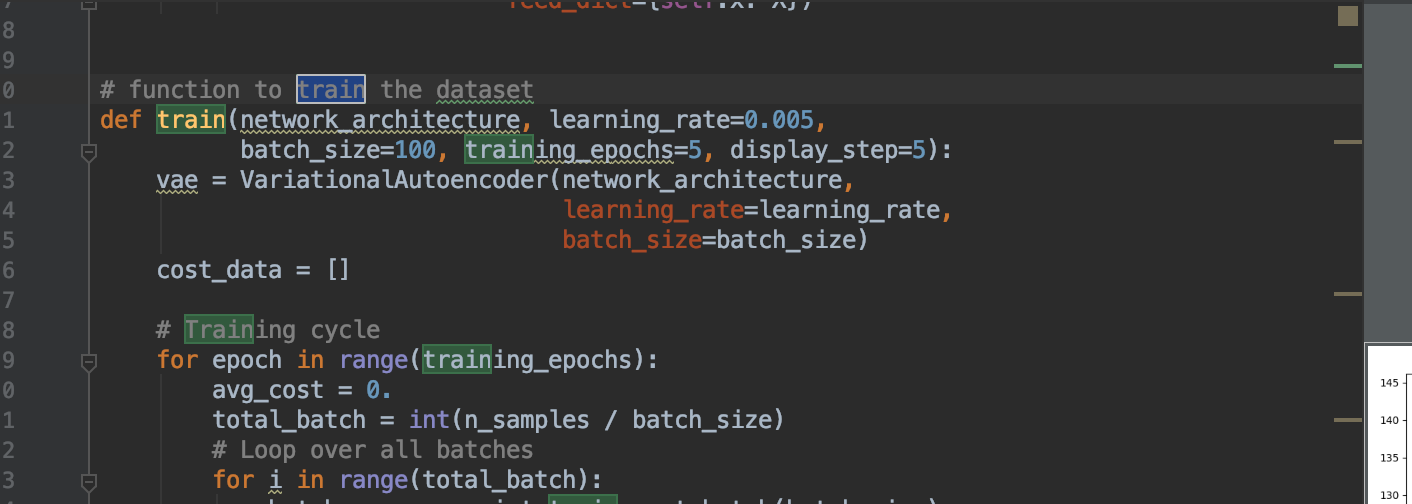 8
9
0 # function to train the dataset
1 def train(network_architecture, learning_rate=0.005,
2 batch_size=100, training_epochs=5, display_step=5):
3 vae = VariationalAutoencoder(network_architecture,
4 learning_rate=learning_rate,
5 batch_size=batch_size)
6 cost_data = []
7
8 # Training cycle
9 for epoch in range(training_epochs):
0 avg_cost = 0.
1 total_batch = int(n_samples / batch_size)
2 # Loop over all batches
3 for i in range(total_batch):
145
140
135
130